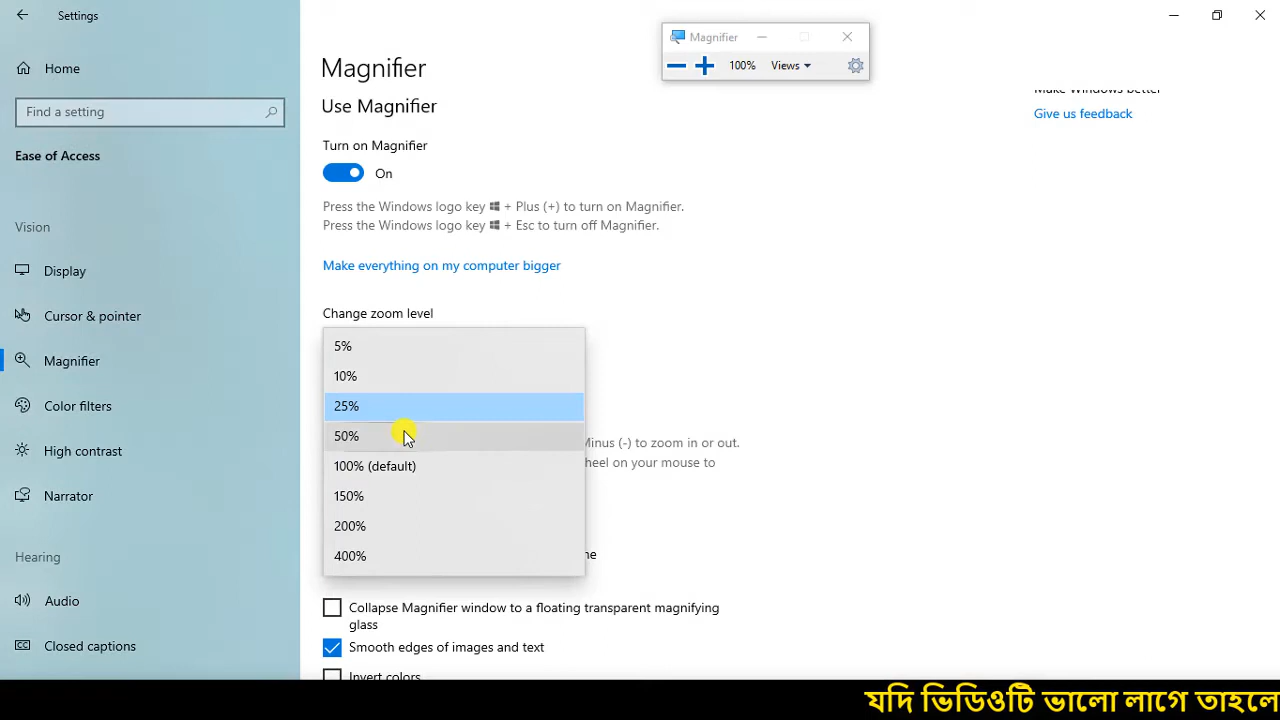 Settings
Magnifier
100%
Views
Home
Magnifier
Find a setting
Use Magnifier
Give us feedback
Ease of Access
Turn on Magnifier
On
Press the Windows logo key + Plus (+) to turn on Magnifier.
Press the Windows logo key + Esc to turn off Magnifier.
Vision
Display
Make everything on my computer bigger
Cursor & pointer
Change zoom level
5%
Magnifier
10%
Color filters
25%
50%
Minus (-) to zoom in or out.
High contrast
100% (default)
heel on your mouse to
Narrator
150%
200%
Hearing
400%
ne
Audio
Collapse Magnifier window to a floating transparent magnifying
glass
Closed captions
Smooth edges of images and text
Invert colors
যদি ভিডিওটি ভালো লাগে তাহলে